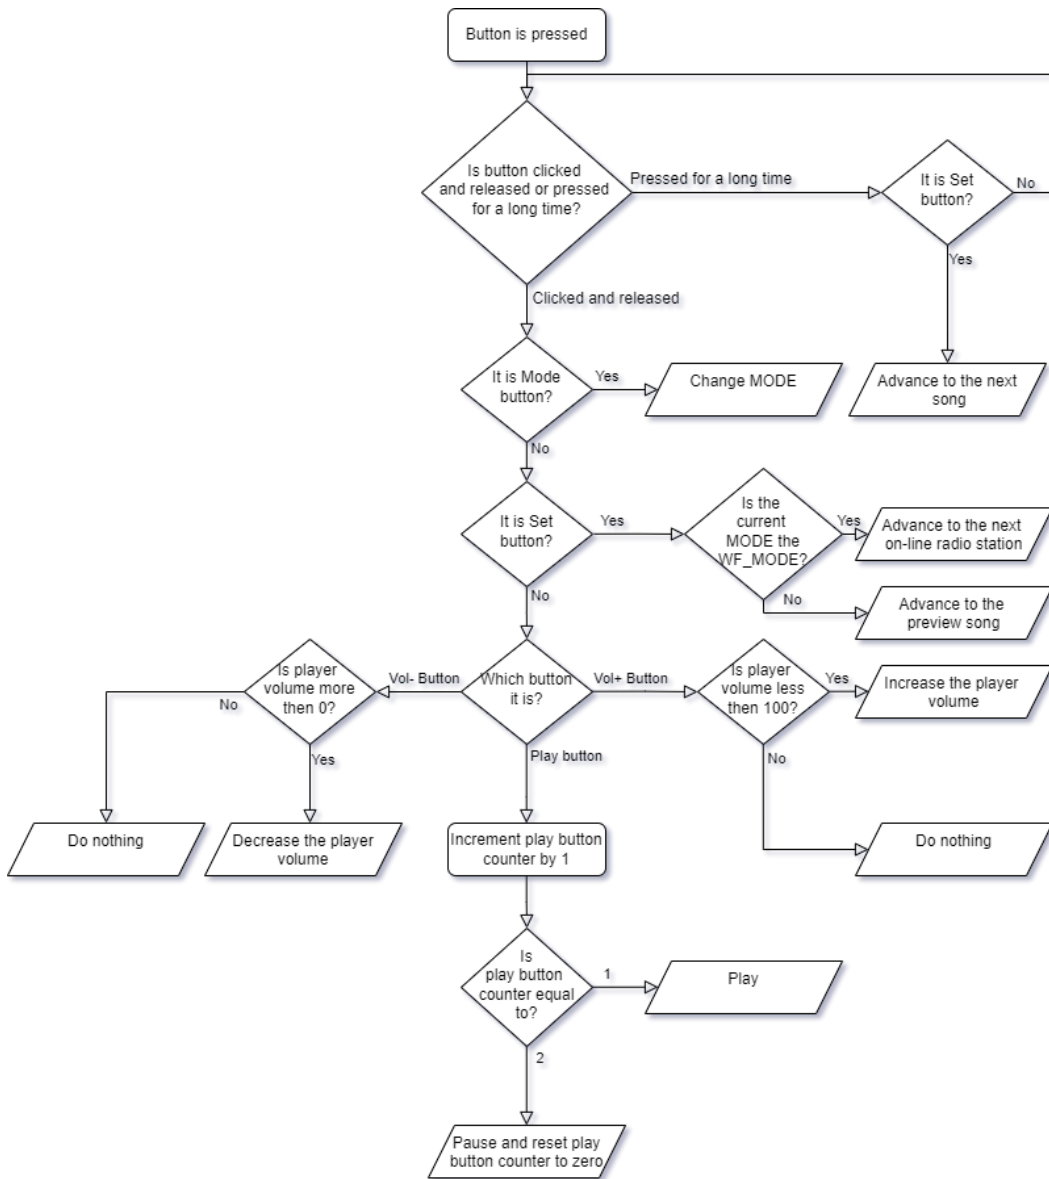 Button is pressed
Is button clicked
and released or pressed
for a long time?
Pressed for a long time
It is Set
button?
No
Yes
Clicked and released
It is Mode
button?
Yes
Change MODE
Advance to the next
song
No
It is Set
button?
Yes
Is the
current
MODE the
WF_MODE?
Yes
Advance to the next
on-line radio station
No
Advance to the
preview song
No
Is player
volume more
then 0?
Vol- Button
Which button
it is?
Vol+ Button
Is player
volume less
then 100?
Yes
Increase the player
volume
No
Yes
Play button
No
Do nothing
Decrease the player
volume
Increment play button
counter by 1
Do nothing
Is
play button
counter equal
to?
1
Play
2
Pause and reset play
button counter to zero